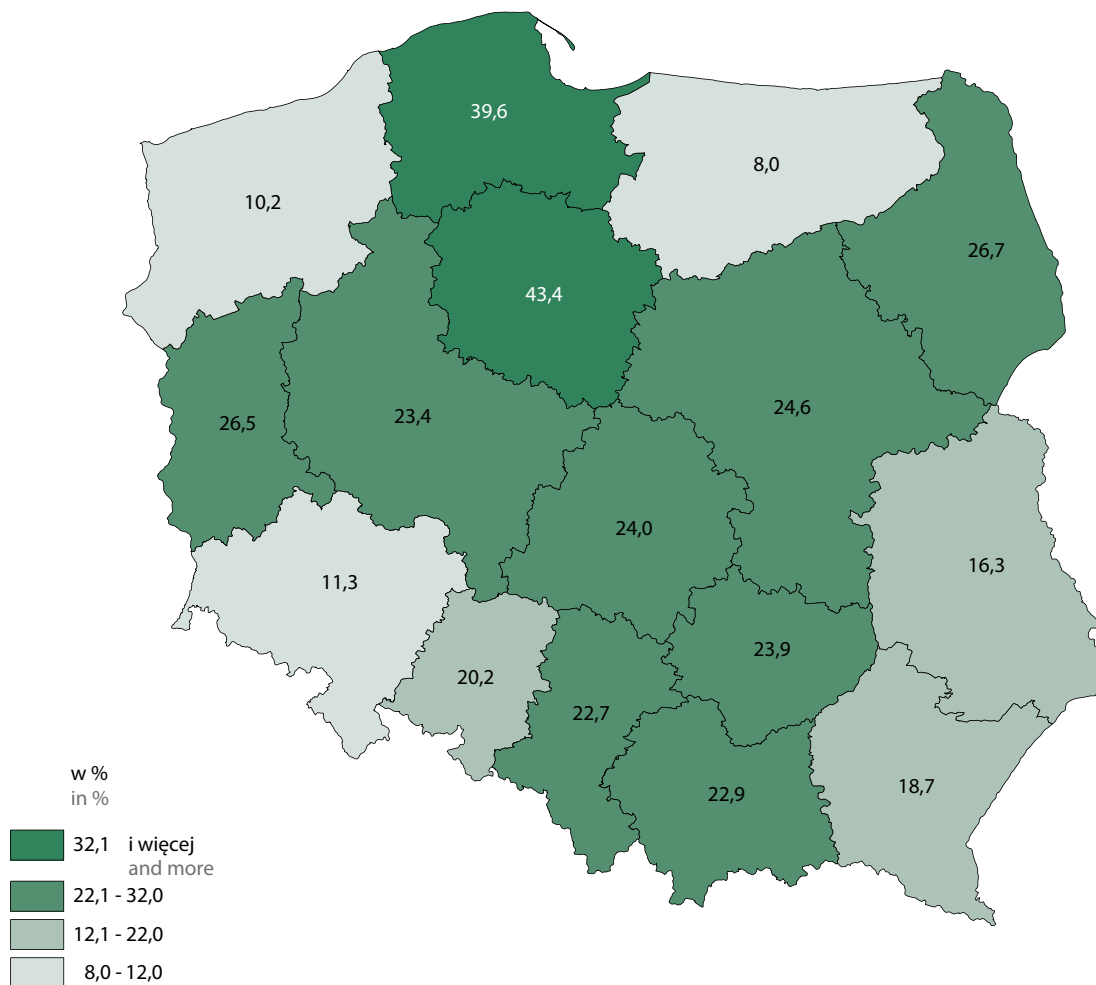 39,6
8,0
10,2
26,7
43,4
24,6
23,4
26,5
24,0
16,3
11,3
23,9
20,2
22,7
18,7
22,9
w %
in %
32,1 i więcej
and more
22,1 - 32,0
12,1 - 22,0
8,0 - 12,0